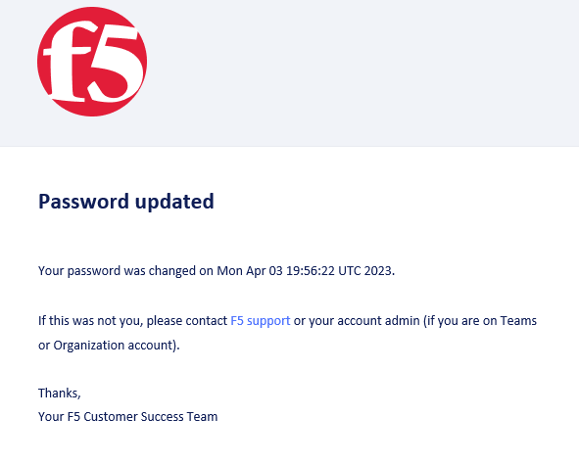 f5
Password updated
Your password was changed on Mon Apr 03 19:56:22 UTC 2023.
If this was not you, please contact F5 support or your account admin (if you are on Teams
or Organization account).
Thanks,
Your F5 Customer Success Team